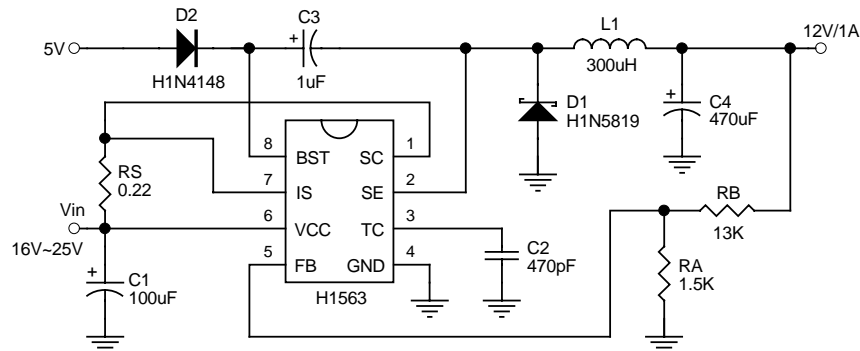 D2
C3
L1
12V/1A
5V
+
H1N4148
1uF
300uH
D1
H1N5819
+
C4
470uF
8
BST
SC
1
RS
0.22
7
IS
SE
2
RB
Vin
6
VCC
TC
3
13K
16V~25V
5
FB
GND
4
C2
470pF
RA
1.5K
+
C1
100uF
H1563